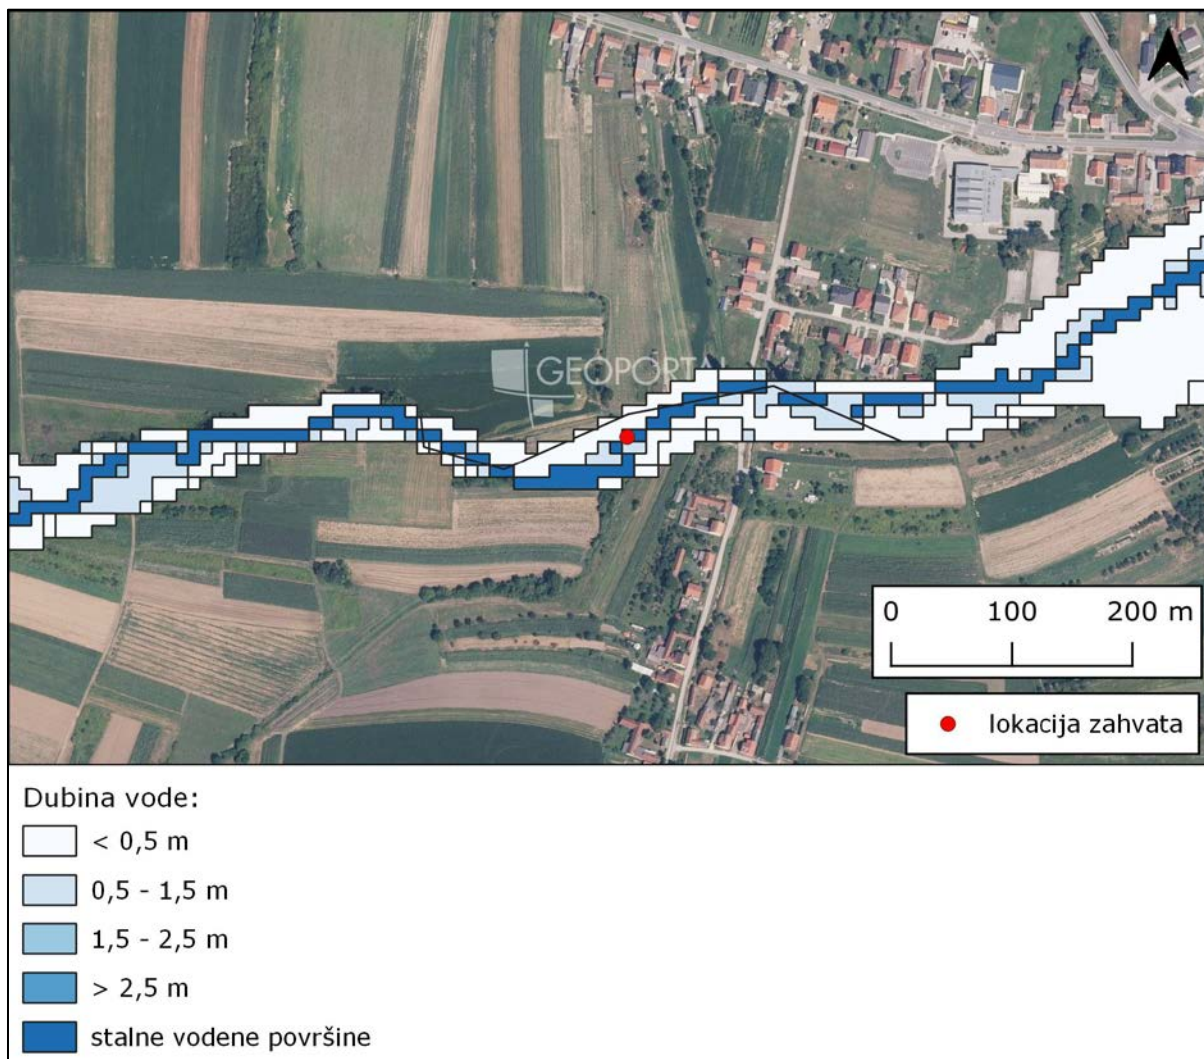 GEOPORTAL
0 100 200 m
lokacija zahvata
Dubina vode:
< 0,5 m
0,5 - 1,5 m
1,5 - 2,5 m
> 2,5 m
stalne vodene površine